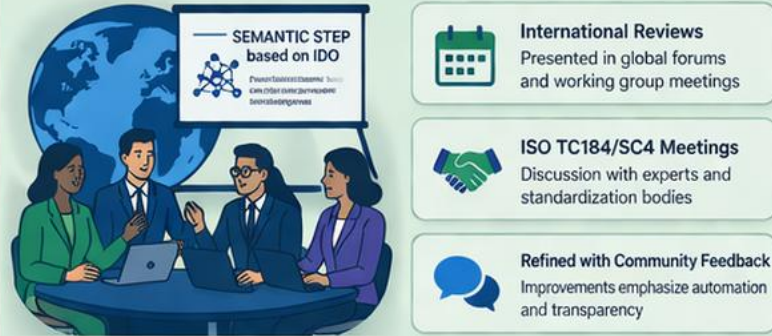 SEMANTIC STEP
based on IDO
International Reviews
Presented in global forums
and working group meetings
ISO TC184/SC4 Meetings
Discussion with experts and
standardization bodies
Refined with Community Feedback
Improvements emphasize automation
and transparency